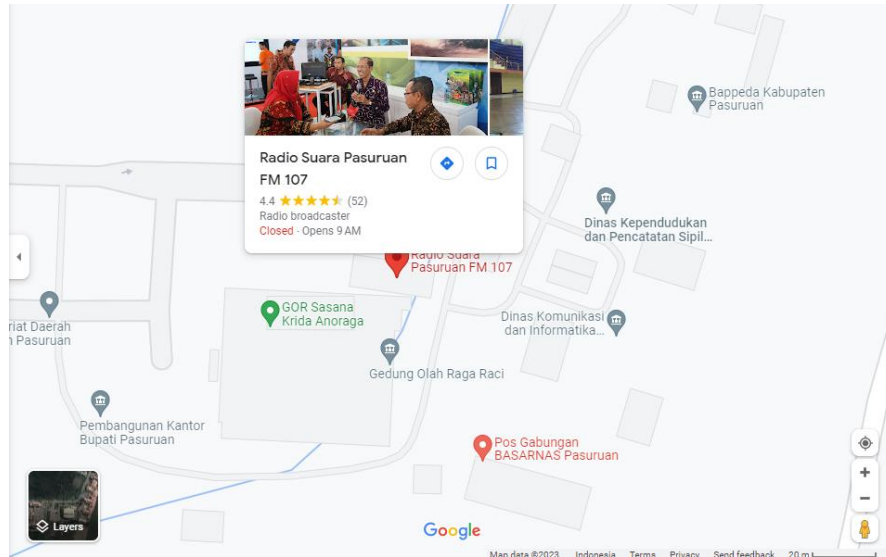 Radio Suara Pasuruan
FM 107
4.4
(52)
Radio broadcaster
Closed · Opens 9 AM
Bappeda Kabupaten
Pasuruan
Dinas Kependudukan
dan Pencatatan Sipil...
Radio Suara
Pasuruan FM 107
GOR Sasana
Krida Anoraga
Dinas Komunikasi
dan Informatika...
riat Daerah
Pasuruan
Gedung Olah Raga Raci
Pembangunan Kantor
Bupati Pasuruan
Pos Gabungan
BASARNAS Pasuruan
Layers
Google
Map data ©2023 Indonesia Terms Privacy Send feedback 20 m